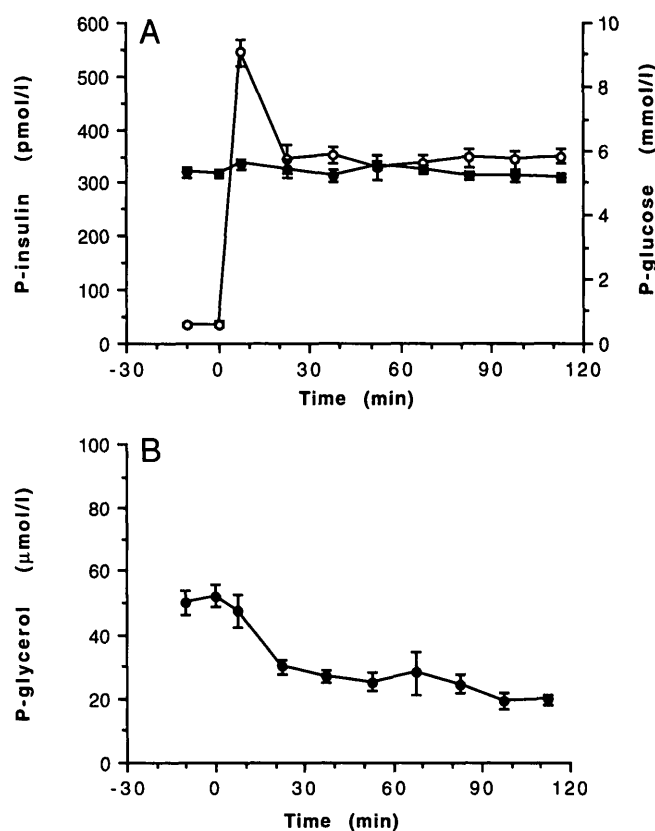 A
600
500
400
300
200
100
0
P-insulin (pmol/l)
10
8
6
4
2
0
P-glucose (mmol/l)
-30 0 30 60 90 120
Time (min)
B
100
80
60
40
20
0
P-glycerol (μmol/l)
-30 0 30 60 90 120
Time (min)